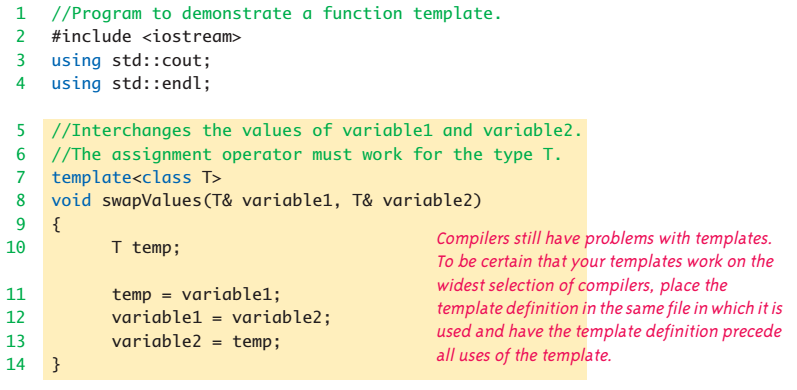 1 //Program to demonstrate a function template.
2 #include <iostream>
3 using std::cout;
4 using std::endl;
5 //Interchanges the values of variable1 and variable2.
6 //The assignment operator must work for the type T.
7 template<class T>
8 void swapValues(T& variable1, T& variable2)
9 {
10 T temp;
11 temp = variable1;
12 variable1 = variable2;
13 variable2 = temp;
14 }
Compilers still have problems with templates.
To be certain that your templates work on the
widest selection of compilers, place the
template definition in the same file in which it is
used and have the template definition precede
all uses of the template.